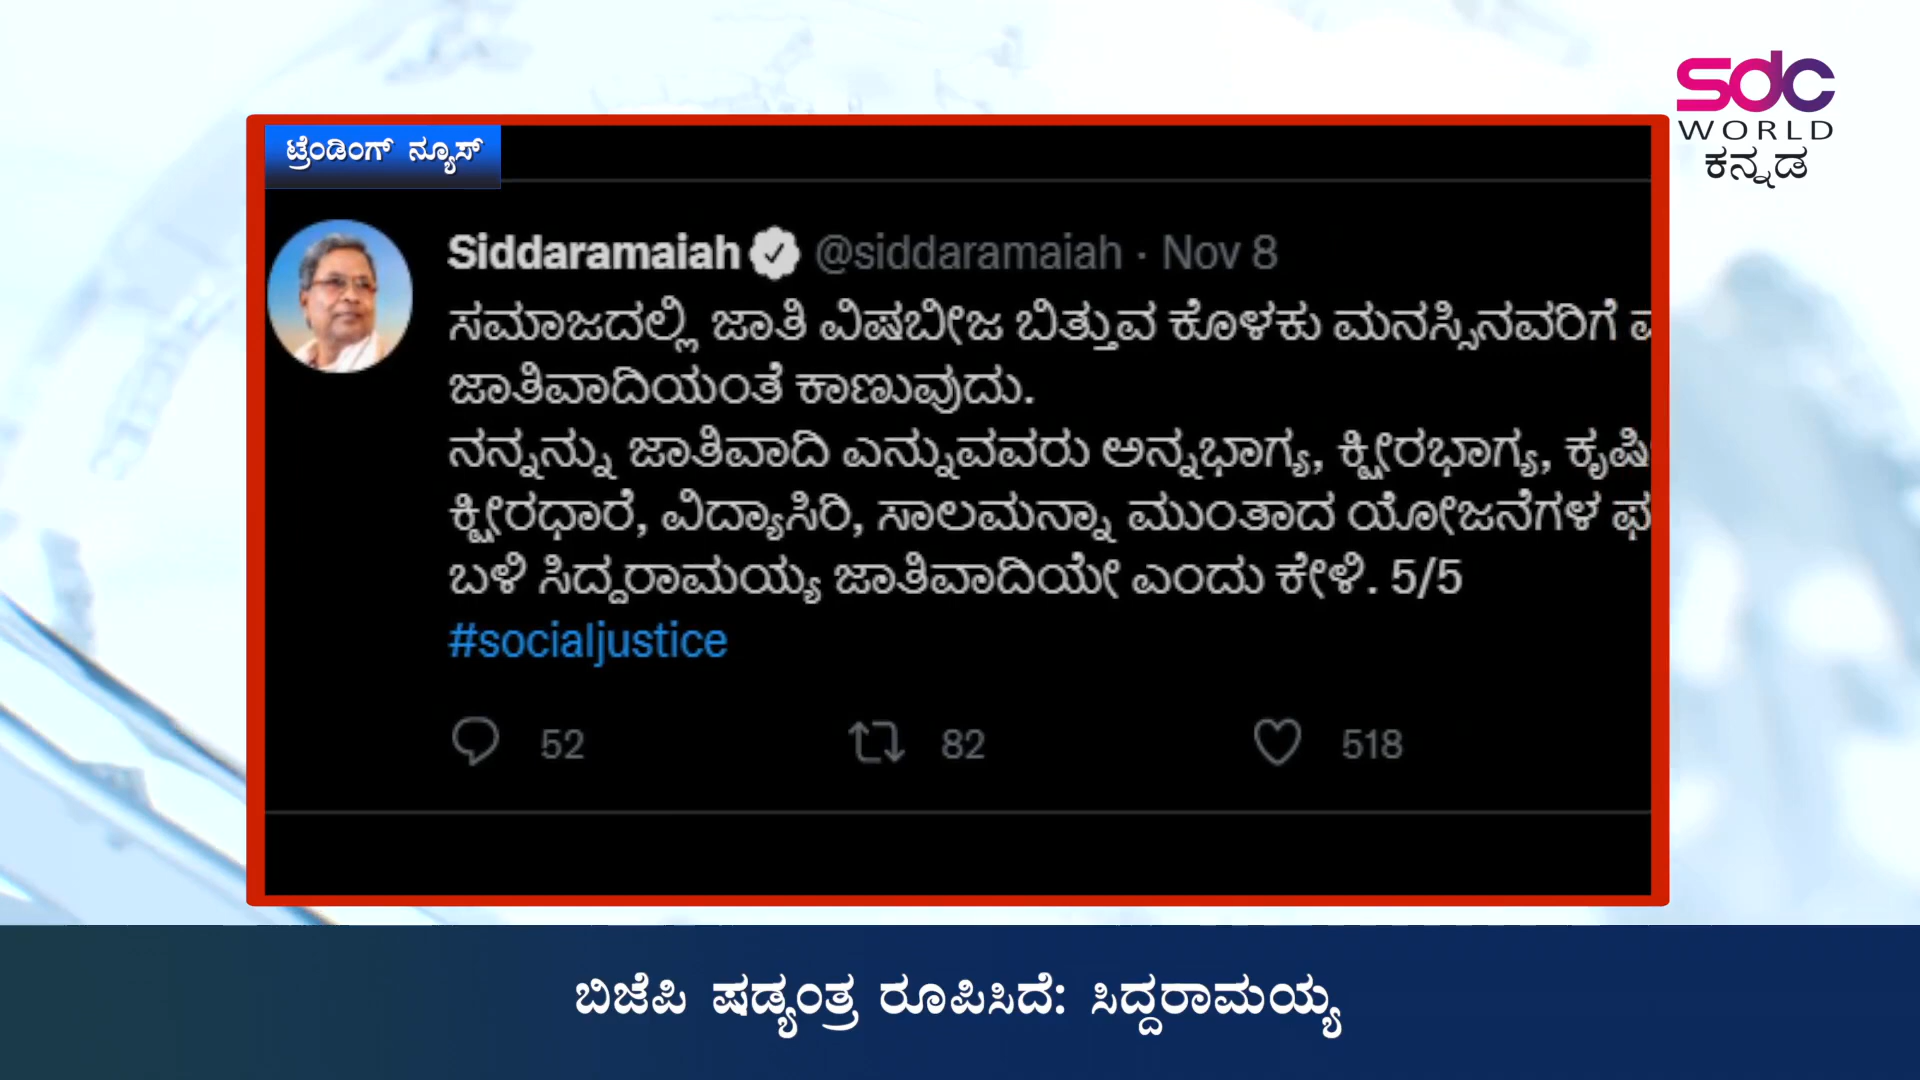 sdc
WORLD
ಕನ್ನಡ
ಟ್ರೆಂಡಿಂಗ್ ನ್ಯೂಸ್
Siddaramaiah @siddaramaiah · Nov 8
ಸಮಾಜದಲ್ಲಿ ಜಾತಿ ವಿಷಬೀಜ ಬಿತ್ತುವ ಕೊಳಕು ಮನಸ್ಸಿನವರಿಗೆ
ಜಾತಿವಾದಿಯಂತೆ ಕಾಣುವುದು.
ನನ್ನನ್ನು ಜಾತಿವಾದಿ ಎನ್ನುವವರು ಅನ್ನಭಾಗ್ಯ, ಕ್ಷೀರಭಾಗ್ಯ, ಕೃಷಿ
ಕ್ಷೀರಧಾರೆ, ವಿದ್ಯಾಸಿರಿ, ಸಾಲಮನ್ನಾ ಮುಂತಾದ ಯೋಜನೆಗಳ
ಬಳಿ ಸಿದ್ದರಾಮಯ್ಯ ಜಾತಿವಾದಿಯೇ ಎಂದು ಕೇಳಿ. 5/5
#socialjustice
52 82 518
ಬಿಜೆಪಿ ಷಡ್ಯಂತ್ರ ರೂಪಿಸಿದೆ: ಸಿದ್ದರಾಮಯ್ಯ